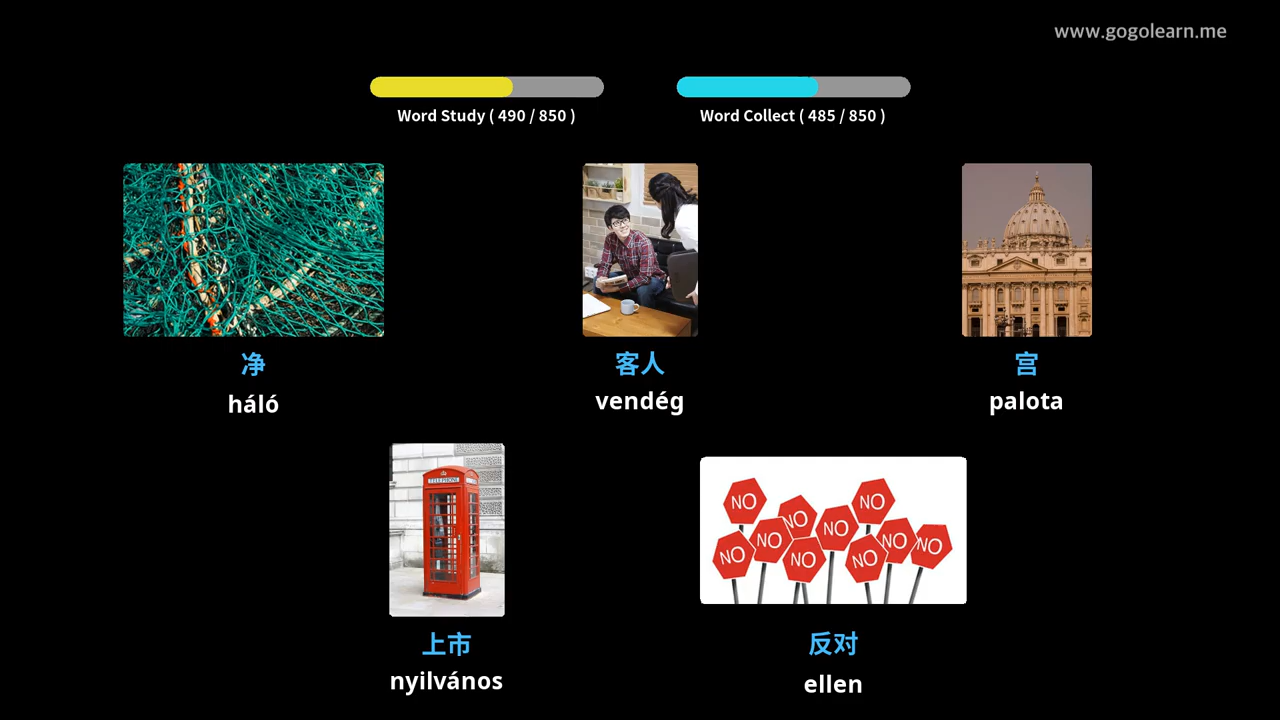 www.gogolearn.me
Word Study ( 490 / 850 )
Word Collect ( 485 / 850 )
净
háló
客人
vendég
宫
palota
TELEPHONE
上市
nyilvános
NO
NO
NO
NO
NO
NO
NO
NO
NO
NO
反对
ellen